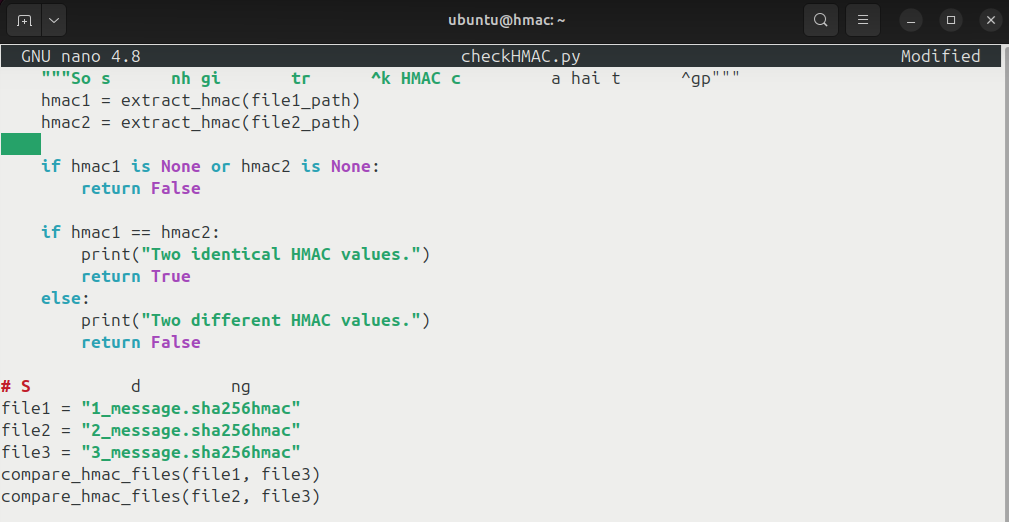 ubuntu@hmac: ~
GNU nano 4.8 checkHMAC.py Modified
"""So s nh gi tr ^k HMAC c a hai t ^gp"""
hmac1 = extract_hmac(file1_path)
hmac2 = extract_hmac(file2_path)
if hmac1 is None or hmac2 is None:
return False
if hmac1 == hmac2:
print("Two identical HMAC values.")
return True
else:
print("Two different HMAC values.")
return False
# S d ng
file1 = "1_message.sha256hmac"
file2 = "2_message.sha256hmac"
file3 = "3_message.sha256hmac"
compare_hmac_files(file1, file3)
compare_hmac_files(file2, file3)